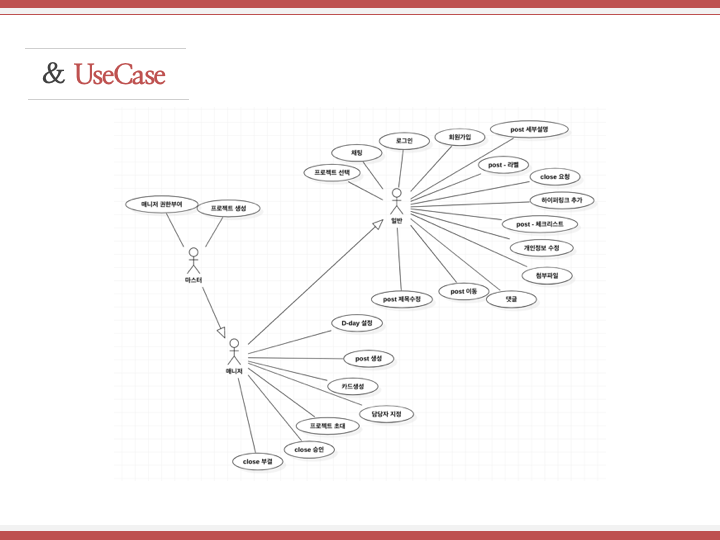 & UseCase
post 세부설명
로그인
회원가입
채팅
post - 라벨
프로젝트 선택
close 요청
하이퍼링크 추가
매니저 권한부여
프로젝트 생성
일반
post - 체크리스트
개인정보 수정
첨부파일
마스터
post 제목수정
post 이동
댓글
D-day 설정
post 생성
매니저
카드생성
담당자 지정
프로젝트 초대
close 승인
close 부결